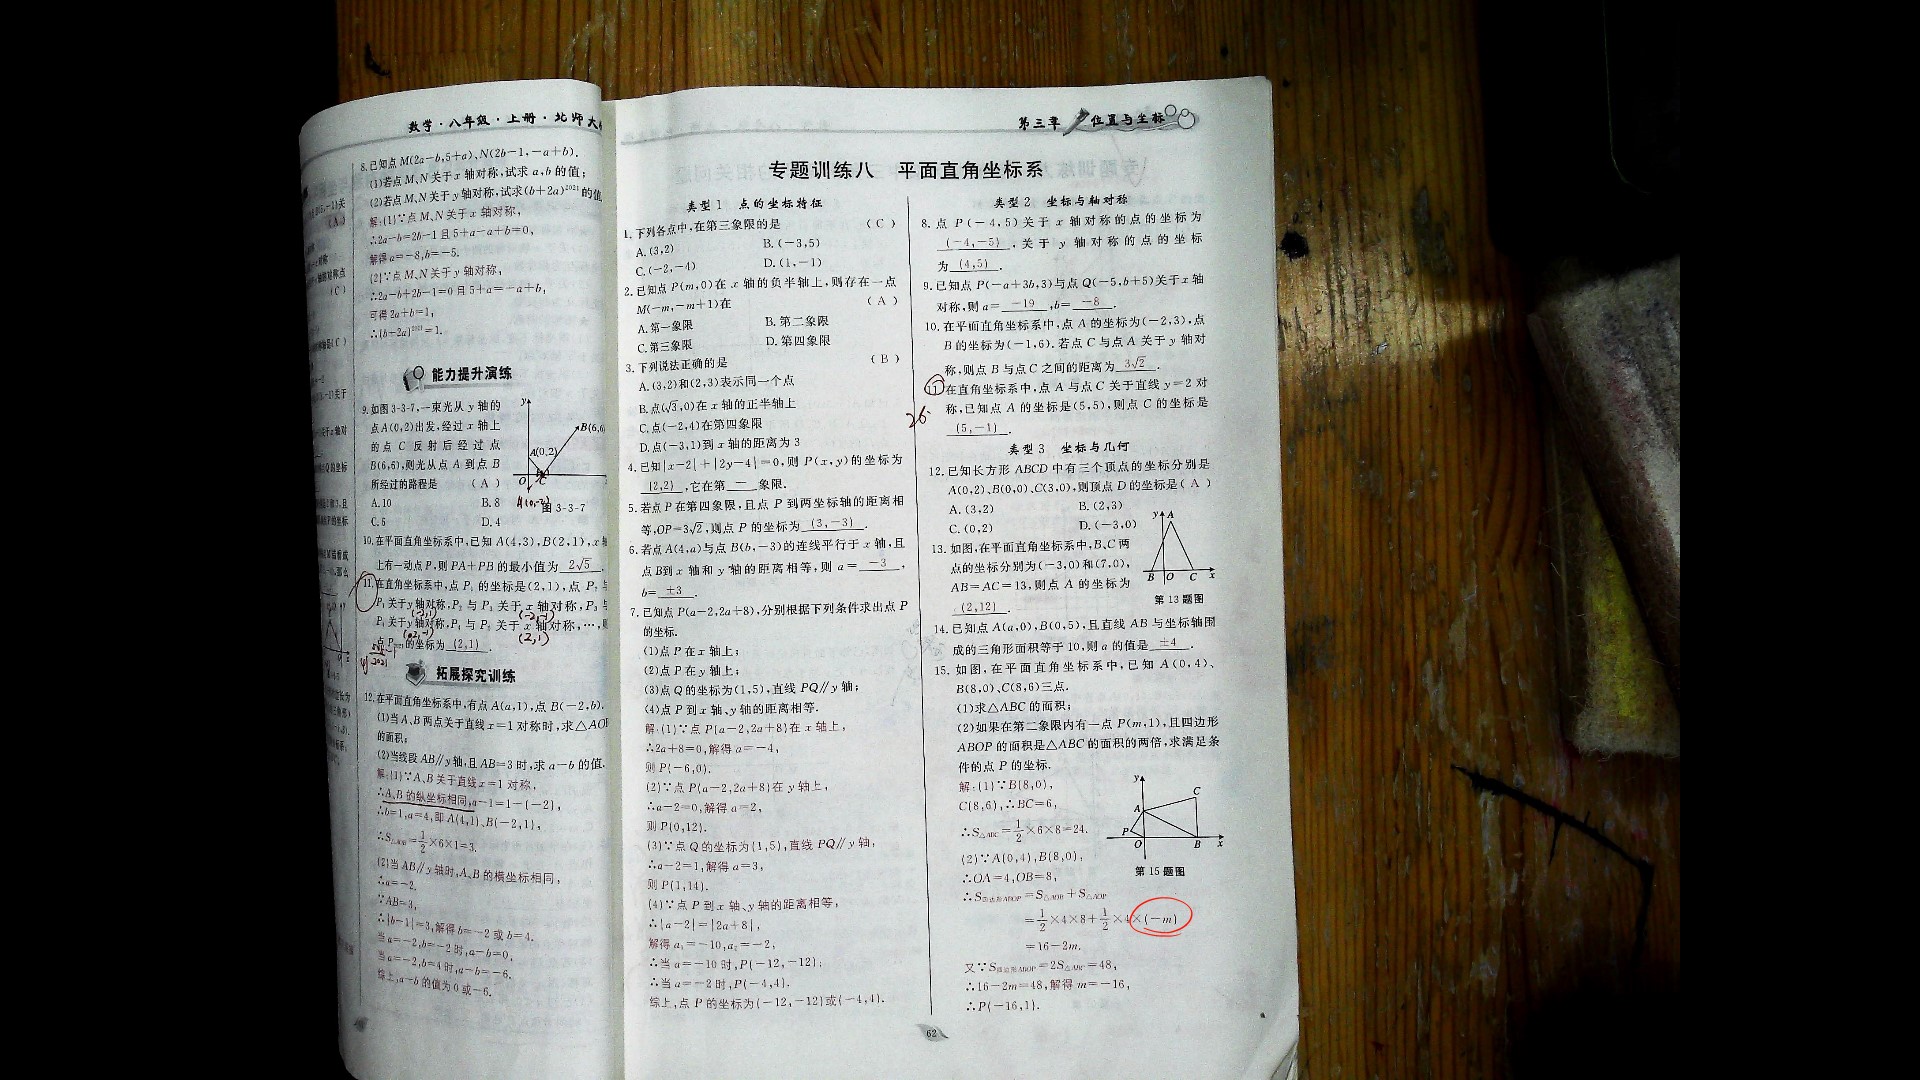 数学·八年级·上册·北师大
8.已知点M(2a-b,5+a)、N(2b-1,-a+b).
(1)若点M、N关于x轴对称,试求a,b的值;
(2)若点M、N关于y轴对称,试求(b+2a)²⁰²¹的值
解:(1)∵点M、N关于x轴对称,
∴2a-b=2b-1且5+a-a+b=0,
解得a=-8,b=-5.
(2)∵点M、N关于y轴对称,
∴2a-b+2b-1=0且5+a=-a+b,
可得2a+b=1,
∴(b+2a)²⁰²¹=1.
能力提升演练
9.如图3-3-7,一束光从y轴的
点A(0,2)出发,经过x轴上
的点C反射后经过点
B(6,6),则光从点A到点B
所经过的路程是 (A)
A.10 B.8
C.6 D.4
y
B(6,6
A(0,2)
O
图3-3-7
10.在平面直角坐标系中,已知A(4,3),B(2,1),x轴
上有一动点P,则PA+PB的最小值为 2√5 .
11.在直角坐标系中,点P₁的坐标是(2,1),点P₂与
P₁关于y轴对称,P₂与P₃关于x轴对称,P₃与
P₄关于y轴对称,P₄与P₅关于x轴对称,…,则
点P₂₀₂₁的坐标为 (2,1) .
拓展探究训练
12.在平面直角坐标系中,有点A(a,1),点B(-2,b).
(1)当A、B两点关于直线x=1对称时,求△AOB
的面积;
(2)当线段AB∥y轴,且AB=3时,求a-b的值.
解:(1)∵A、B关于直线x=1对称,
∴A、B的纵坐标相同,a-1=1-(-2),
∴b=1,a=4,即A(4,1)、B(-2,1),
∴S△AOB=½×6×1=3.
(2)当AB∥y轴时,A、B的横坐标相同,
∴a=-2.
∵AB=3,
∴|b-1|=3,解得b=-2或b=4.
当a=-2,b=-2时,a-b=0,
当a=-2,b=4时,a-b=-6.
综上,a-b的值为0或-6.
第三章 位置与坐标
专题训练八 平面直角坐标系
类型1 点的坐标特征
1.下列各点中,在第三象限的是 (C)
A.(3,2) B.(-3,5)
C.(-2,-4) D.(1,-1)
2.已知点P(m,0)在x轴的负半轴上,则存在一点
M(-m,-m+1)在 (A)
A.第一象限 B.第二象限
C.第三象限 D.第四象限
3.下列说法正确的是 (B)
A.(3,2)和(2,3)表示同一个点
B.点(√3,0)在x轴的正半轴上
C.点(-2,4)在第四象限
D.点(-3,1)到x轴的距离为3
4.已知|x-2|+|2y-4|=0,则P(x,y)的坐标为
(2,2) ,它在第 一 象限.
5.若点P在第四象限,且点P到两坐标轴的距离相
等,OP=3√2,则点P的坐标为 (3,-3) .
6.若点A(4,a)与点B(b,-3)的连线平行于x轴,且
点B到x轴和y轴的距离相等,则a= -3 ,
b= ±3 .
7.已知点P(a-2,2a+8),分别根据下列条件求出点P
的坐标.
(1)点P在x轴上;
(2)点P在y轴上;
(3)点Q的坐标为(1,5),直线PQ∥y轴;
(4)点P到x轴、y轴的距离相等.
解:(1)∵点P(a-2,2a+8)在x轴上,
∴2a+8=0,解得a=-4,
则P(-6,0).
(2)∵点P(a-2,2a+8)在y轴上,
∴a-2=0,解得a=2,
则P(0,12).
(3)∵点Q的坐标为(1,5),直线PQ∥y轴,
∴a-2=1,解得a=3,
则P(1,14).
(4)∵点P到x轴、y轴的距离相等,
∴|a-2|=|2a+8|,
解得a₁=-10,a₂=-2,
∴当a=-10时,P(-12,-12);
∴当a=-2时,P(-4,4).
综上,点P的坐标为(-12,-12)或(-4,4).
类型2 坐标与轴对称
8.点P(-4,5)关于x轴对称的点的坐标为
(-4,-5) ,关于y轴对称的点的坐标
为 (4,5) .
9.已知点P(-a+3b,3)与点Q(-5,b+5)关于x轴
对称,则a= -19 ,b= -8 .
10.在平面直角坐标系中,点A的坐标为(-2,3),点
B的坐标为(-1,6).若点C与点A关于y轴对
称,则点B与点C之间的距离为 3√2 .
11.在直角坐标系中,点A与点C关于直线y=2对
称,已知点A的坐标是(5,5),则点C的坐标是
(5,-1) .
类型3 坐标与几何
12.已知长方形ABCD中有三个顶点的坐标分别是
A(0,2)、B(0,0)、C(3,0),则顶点D的坐标是(A)
A.(3,2) B.(2,3)
C.(0,2) D.(-3,0)
13.如图,在平面直角坐标系中,B、C两
点的坐标分别为(-3,0)和(7,0),
AB=AC=13,则点A的坐标为
(2,12) .
y A
B O C x
第13题图
14.已知点A(a,0),B(0,5),且直线AB与坐标轴围
成的三角形面积等于10,则a的值是 ±4 .
15.如图,在平面直角坐标系中,已知A(0,4)、
B(8,0)、C(8,6)三点.
(1)求△ABC的面积;
(2)如果在第二象限内有一点P(m,1),且四边形
ABOP的面积是△ABC的面积的两倍,求满足条
件的点P的坐标.
解:(1)∵B(8,0),
C(8,6),∴BC=6,
∴S△ABC=½×6×8=24.
(2)∵A(0,4),B(8,0),
∴OA=4,OB=8,
∴S四边形ABOP=S△AOB+S△AOP
=½×4×8+½×4×(-m)
=16-2m.
又∵S四边形ABOP=2S△ABC=48,
∴16-2m=48,解得m=-16,
∴P(-16,1).
y
C
A
P
O B x
第15题图
62